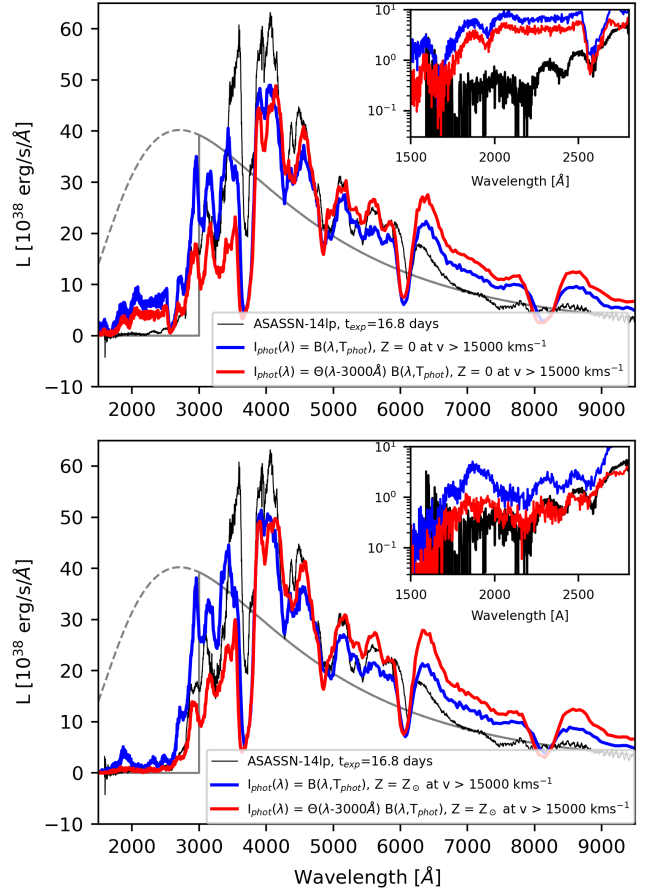 60
50
40
30
20
10
0
−10
L [10³⁸ erg/s/Å]
2000 3000 4000 5000 6000 7000 8000 9000
10¹
10⁰
10⁻¹
1500 2000 2500
Wavelength [Å]
ASASSN-14lp, t_exp=16.8 days
I_phot(λ) = B(λ,T_phot), Z = 0 at v > 15000 kms⁻¹
I_phot(λ) = Θ(λ-3000Å) B(λ,T_phot), Z = 0 at v > 15000 kms⁻¹
60
50
40
30
20
10
0
−10
L [10³⁸ erg/s/Å]
10¹
10⁰
10⁻¹
1500 2000 2500
Wavelength [A]
ASASSN-14lp, t_exp=16.8 days
I_phot(λ) = B(λ,T_phot), Z = Z_⊙ at v > 15000 kms⁻¹
I_phot(λ) = Θ(λ-3000Å) B(λ,T_phot), Z = Z_⊙ at v > 15000 kms⁻¹
2000 3000 4000 5000 6000 7000 8000 9000
Wavelength [Å]